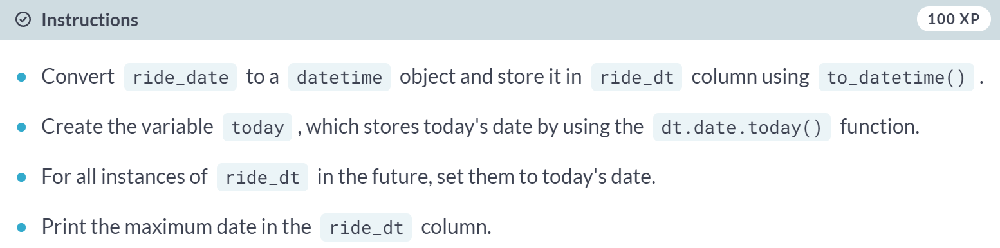 Instructions 100 XP
Convert ride_date to a datetime object and store it in ride_dt column using to_datetime() .
Create the variable today , which stores today's date by using the dt.date.today() function.
For all instances of ride_dt in the future, set them to today's date.
Print the maximum date in the ride_dt column.